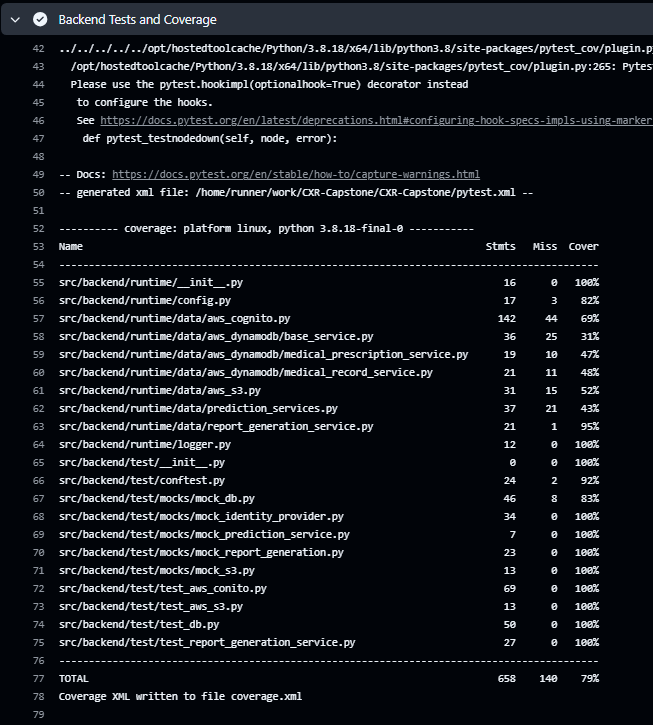 Backend Tests and Coverage
42 ../../../../../opt/hostedtoolcache/Python/3.8.18/x64/lib/python3.8/site-packages/pytest_cov/plugin.py
43 /opt/hostedtoolcache/Python/3.8.18/x64/lib/python3.8/site-packages/pytest_cov/plugin.py:265: Pytes
44 Please use the pytest.hookimpl(optionalhook=True) decorator instead
45 to configure the hooks.
46 See https://docs.pytest.org/en/latest/deprecations.html#configuring-hook-specs-impls-using-marker
47 def pytest_testnodedown(self, node, error):
48
49 -- Docs: https://docs.pytest.org/en/stable/how-to/capture-warnings.html
50 -- generated xml file: /home/runner/work/CXR-Capstone/CXR-Capstone/pytest.xml --
51
52 ---------- coverage: platform linux, python 3.8.18-final-0 -----------
53 Name Stmts Miss Cover
54 ------------------------------------------------------------------------------------------
55 src/backend/runtime/__init__.py 16 0 100%
56 src/backend/runtime/config.py 17 3 82%
57 src/backend/runtime/data/aws_cognito.py 142 44 69%
58 src/backend/runtime/data/aws_dynamodb/base_service.py 36 25 31%
59 src/backend/runtime/data/aws_dynamodb/medical_prescription_service.py 19 10 47%
60 src/backend/runtime/data/aws_dynamodb/medical_record_service.py 21 11 48%
61 src/backend/runtime/data/aws_s3.py 31 15 52%
62 src/backend/runtime/data/prediction_services.py 37 21 43%
63 src/backend/runtime/data/report_generation_service.py 21 1 95%
64 src/backend/runtime/logger.py 12 0 100%
65 src/backend/test/__init__.py 0 0 100%
66 src/backend/test/conftest.py 24 2 92%
67 src/backend/test/mocks/mock_db.py 46 8 83%
68 src/backend/test/mocks/mock_identity_provider.py 34 0 100%
69 src/backend/test/mocks/mock_prediction_service.py 7 0 100%
70 src/backend/test/mocks/mock_report_generation.py 23 0 100%
71 src/backend/test/mocks/mock_s3.py 13 0 100%
72 src/backend/test/test_aws_conito.py 69 0 100%
73 src/backend/test/test_aws_s3.py 13 0 100%
74 src/backend/test/test_db.py 50 0 100%
75 src/backend/test/test_report_generation_service.py 27 0 100%
76 ------------------------------------------------------------------------------------------
77 TOTAL 658 140 79%
78 Coverage XML written to file coverage.xml
79